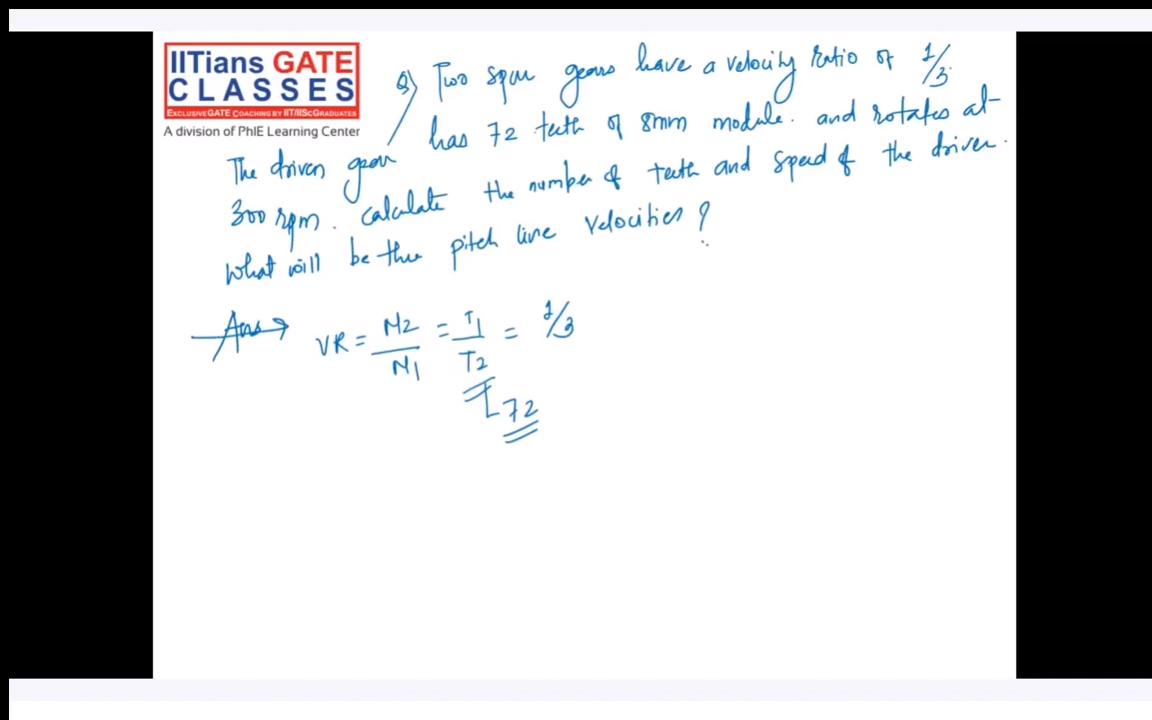 IITians GATE
CLASSES
EXCLUSIVE GATE COACHING BY IIT/IISC GRADUATES
A division of PhIE Learning Center
Q) Two spur gears have a velocity ratio of 1/3.
The driven gear has 72 teeth of 8mm module. and rotates at
300 rpm. calculate the number of teeth and speed of the driver.
What will be the pitch line velocities?
Ans→ VR = N2/N1 = T1/T2 = 1/3
72